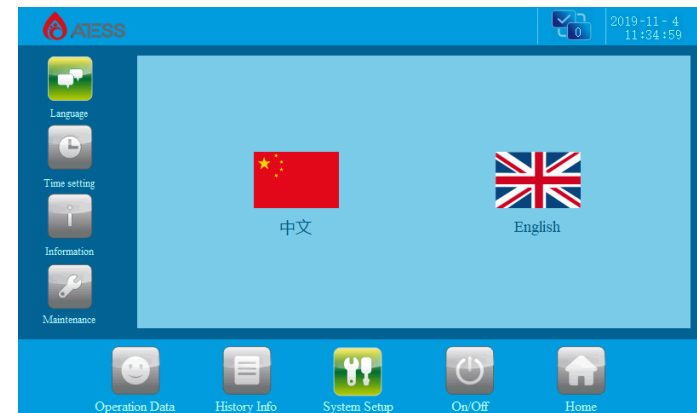 ATESS
0
2019-11- 4
11:34:59
Language
Time setting
Information
Maintenance
中文
English
Operation Data
History Info
System Setup
On/Off
Home